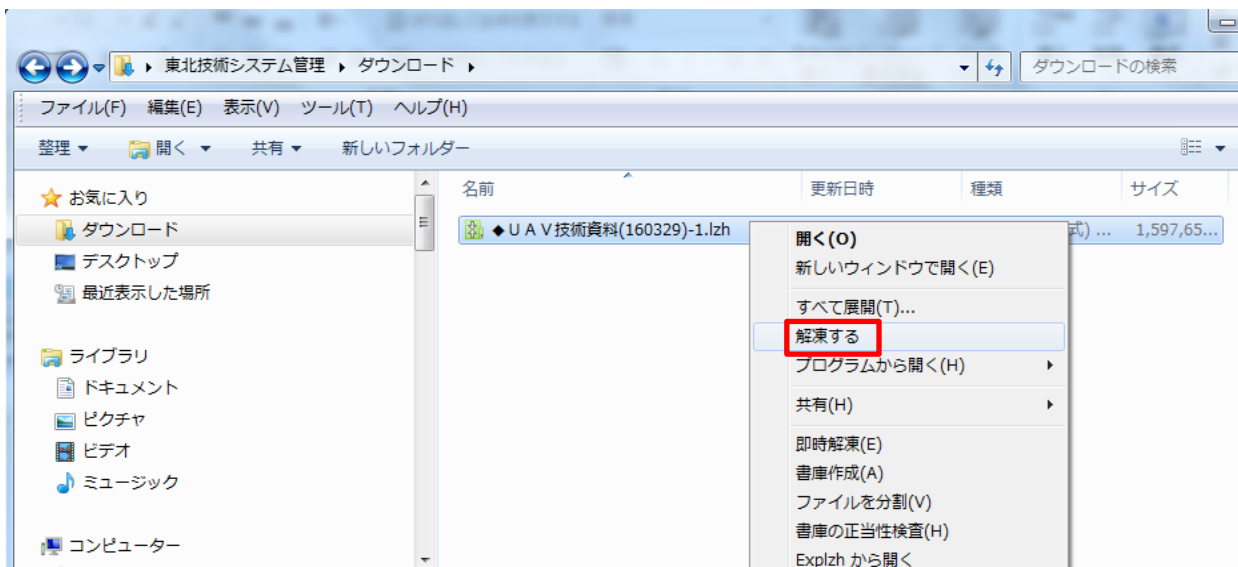 東北技術システム管理 ▶ ダウンロード ▶
ダウンロードの検索
ファイル(F) 編集(E) 表示(V) ツール(T) ヘルプ(H)
整理 ▼ 開く ▼ 共有 ▼ 新しいフォルダー
お気に入り
ダウンロード
デスクトップ
最近表示した場所
ライブラリ
ドキュメント
ピクチャ
ビデオ
ミュージック
コンピューター
名前 更新日時 種類 サイズ
◆ＵＡＶ技術資料(160329)-1.lzh 式) ... 1,597,65...
開く(O)
新しいウィンドウで開く(E)
すべて展開(T)...
解凍する
プログラムから開く(H)
共有(H)
即時解凍(E)
書庫作成(A)
ファイルを分割(V)
書庫の正当性検査(H)
Explzh から開く